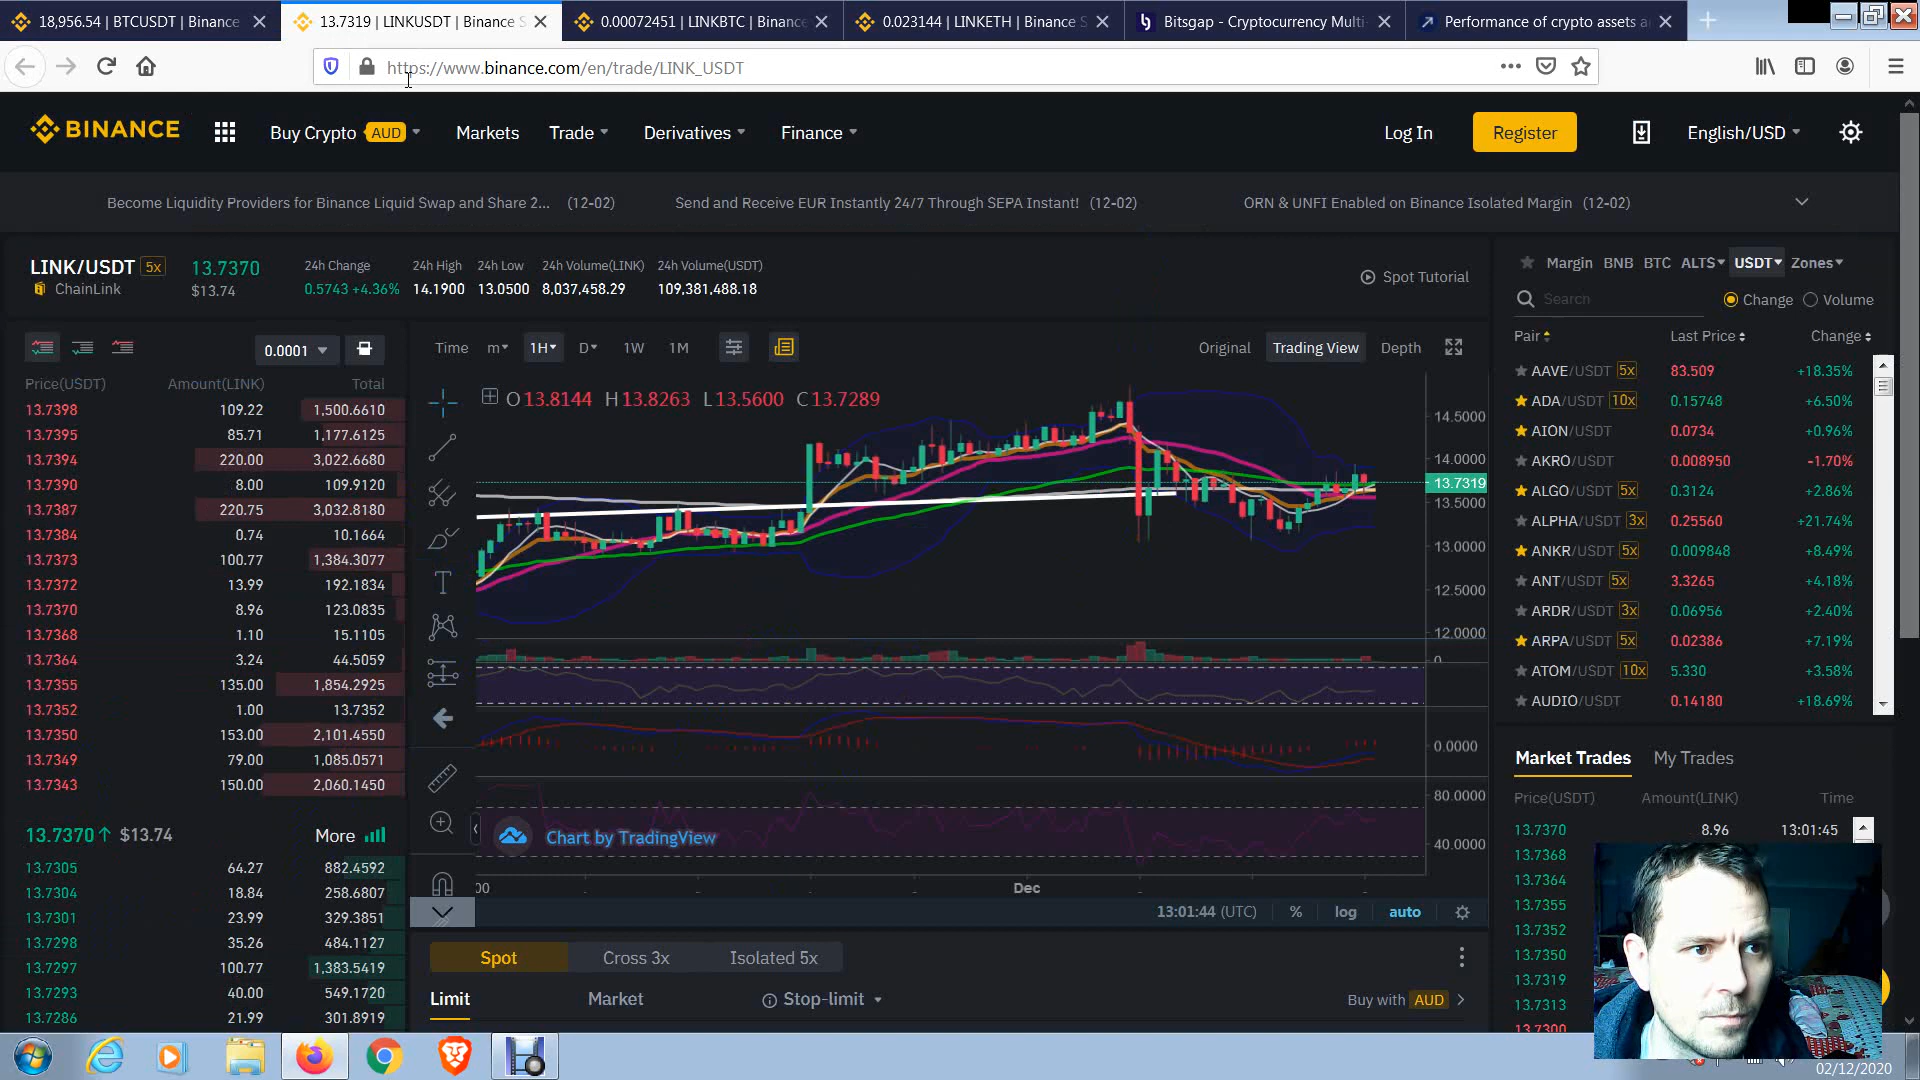 18,956.54 | BTCUSDT | Binance
13.7319 | LINKUSDT | Binance S
0.00072451 | LINKBTC | Binance
0.023144 | LINKETH | Binance S
Bitsgap - Cryptocurrency Multi-
Performance of crypto assets a
https://www.binance.com/en/trade/LINK_USDT
BINANCE
Buy Crypto AUD
Markets
Trade
Derivatives
Finance
Log In
Register
English/USD
Become Liquidity Providers for Binance Liquid Swap and Share 2... (12-02)
Send and Receive EUR Instantly 24/7 Through SEPA Instant! (12-02)
ORN & UNFI Enabled on Binance Isolated Margin (12-02)
LINK/USDT 5x
ChainLink
13.7370
$13.74
24h Change
0.5743 +4.36%
24h High
14.1900
24h Low
13.0500
24h Volume(LINK)
8,037,458.29
24h Volume(USDT)
109,381,488.18
Spot Tutorial
0.0001
Price(USDT) Amount(LINK) Total
13.7398 109.22 1,500.6610
13.7395 85.71 1,177.6125
13.7394 220.00 3,022.6680
13.7390 8.00 109.9120
13.7387 220.75 3,032.8180
13.7384 0.74 10.1664
13.7373 100.77 1,384.3077
13.7372 13.99 192.1834
13.7370 8.96 123.0835
13.7368 1.10 15.1105
13.7364 3.24 44.5059
13.7355 135.00 1,854.2925
13.7352 1.00 13.7352
13.7350 153.00 2,101.4550
13.7349 79.00 1,085.0571
13.7343 150.00 2,060.1450
13.7370↑ $13.74 More
13.7305 64.27 882.4592
13.7304 18.84 258.6807
13.7301 23.99 329.3851
13.7298 35.26 484.1127
13.7297 100.77 1,383.5419
13.7293 40.00 549.1720
13.7286 21.99 301.8919
Time m 1H D 1W 1M
Original Trading View Depth
O13.8144 H13.8263 L13.5600 C13.7289
14.5000
14.0000
13.7319
13.5000
13.0000
12.5000
12.0000
0
0.0000
80.0000
40.0000
Chart by TradingView
00
Dec
13:01:44 (UTC) % log auto
Spot Cross 3x Isolated 5x
Limit Market Stop-limit
Buy with AUD
Margin BNB BTC ALTS USDT Zones
Search
Change Volume
Pair Last Price Change
AAVE/USDT 5x 83.509 +18.35%
ADA/USDT 10x 0.15748 +6.50%
AION/USDT 0.0734 +0.96%
AKRO/USDT 0.008950 -1.70%
ALGO/USDT 5x 0.3124 +2.86%
ALPHA/USDT 3x 0.25560 +21.74%
ANKR/USDT 5x 0.009848 +8.49%
ANT/USDT 5x 3.3265 +4.18%
ARDR/USDT 3x 0.06956 +2.40%
ARPA/USDT 5x 0.02386 +7.19%
ATOM/USDT 10x 5.330 +3.58%
AUDIO/USDT 0.14180 +18.69%
Market Trades My Trades
Price(USDT) Amount(LINK) Time
13.7370 8.96 13:01:45
13.7368
13.7364
13.7355
13.7352
13.7350
13.7319
13.7313
13.7300
02/12/2020